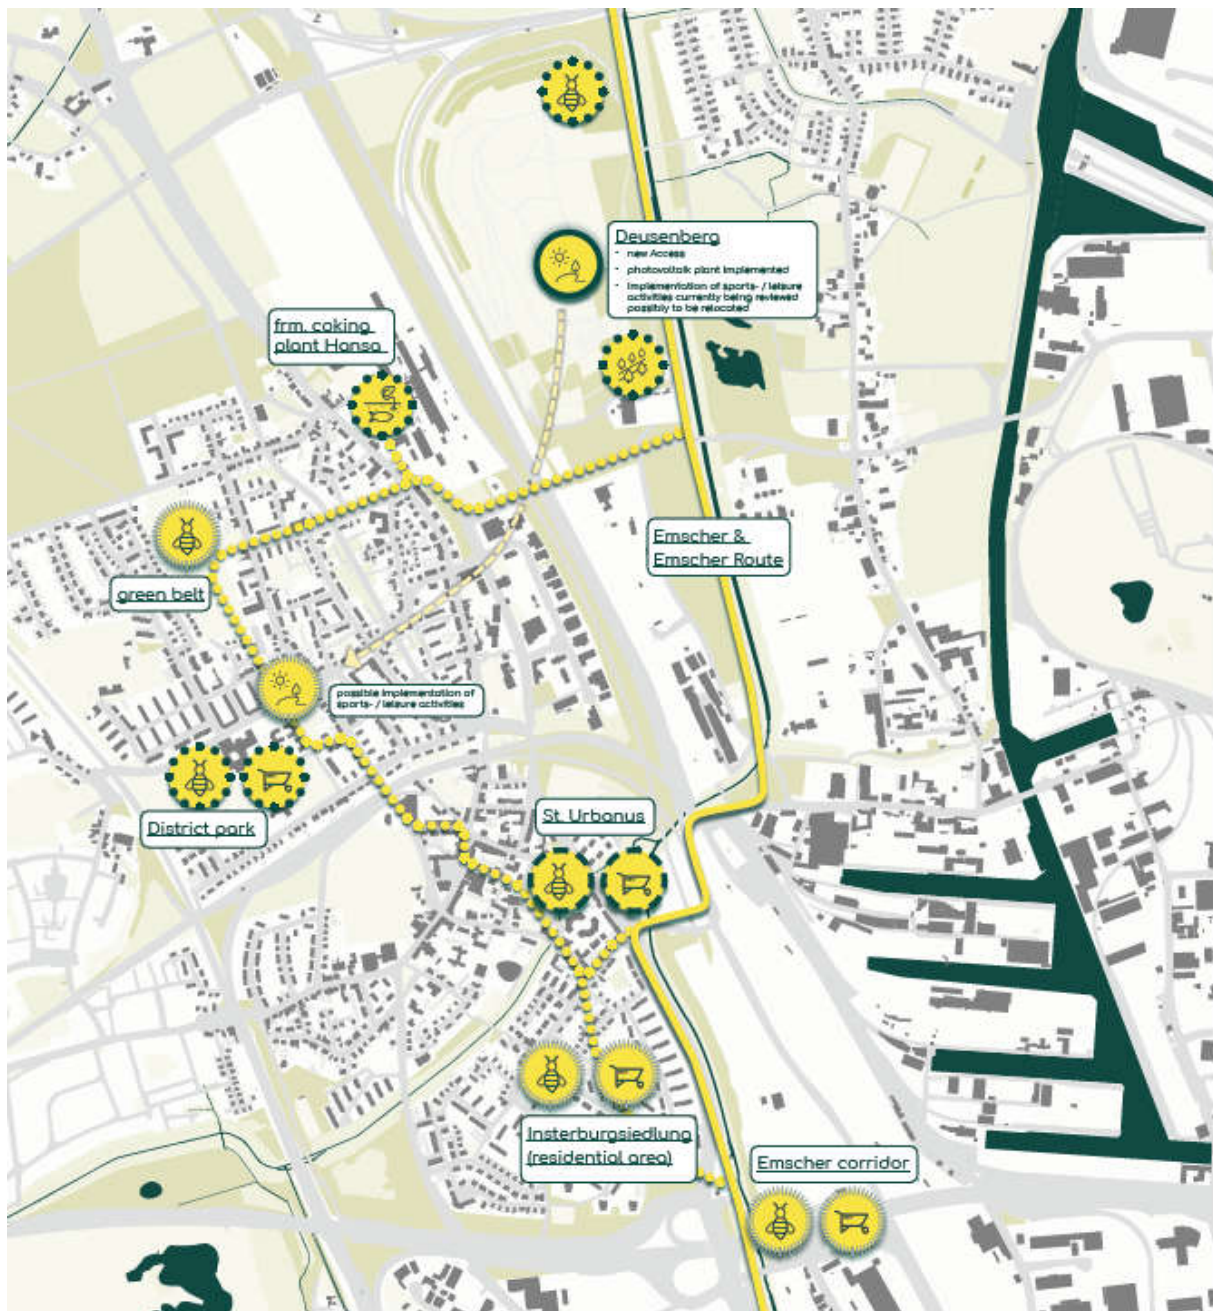 Deusenberg
- new Access
- photovoltaik plant implemented
- Implementation of sports- / leisure
activities currently being reviewed
possibly to be relocated
frm. coking
plant Hansa
Emscher &
Emscher Route
green belt
possible implementation of
sports- / leisure activities
District park
St. Urbanus
Insterburgsiedlung
(residential area)
Emscher corridor